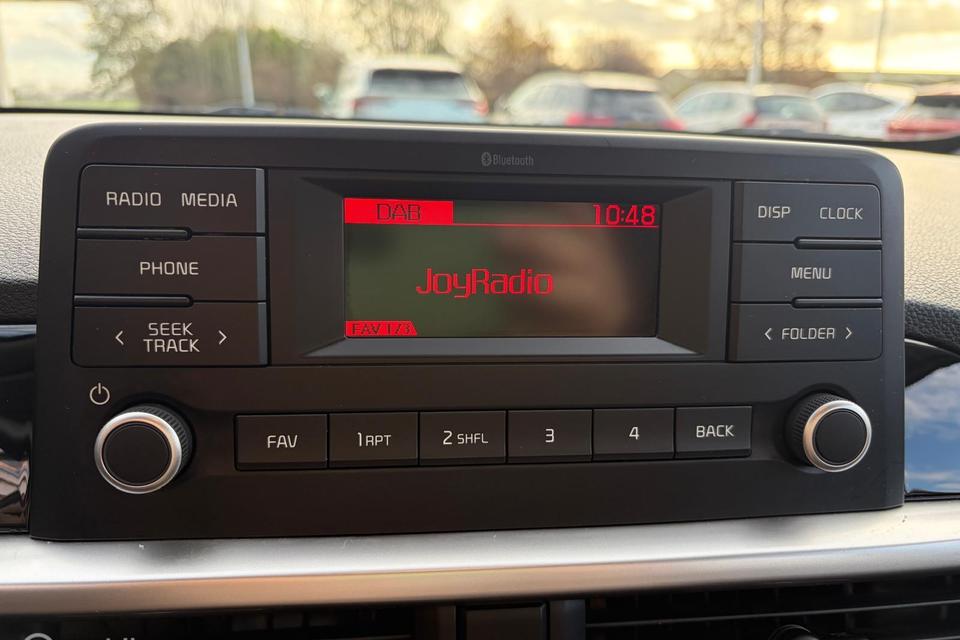 Bluetooth
RADIO MEDIA
DAB 10:48
DISP CLOCK
PHONE
JoyRadio
MENU
< SEEK >
TRACK
FAV 1/3
< FOLDER >
FAV
1 RPT
2 SHFL
3
4
BACK